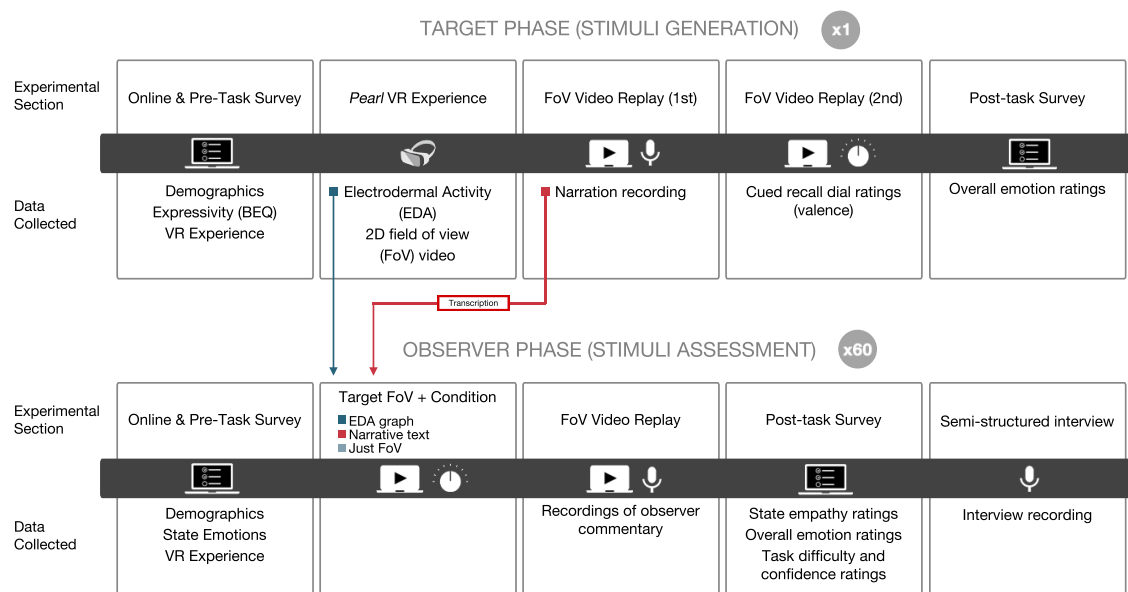 TARGET PHASE (STIMULI GENERATION)
x1
Experimental
Section
Online & Pre-Task Survey
Pearl VR Experience
FoV Video Replay (1st)
FoV Video Replay (2nd)
Post-task Survey
Data
Collected
Demographics
Expressivity (BEQ)
VR Experience
Electrodermal Activity
(EDA)
2D field of view
(FoV) video
Narration recording
Cued recall dial ratings
(valence)
Overall emotion ratings
Transcription
OBSERVER PHASE (STIMULI ASSESSMENT)
x60
Experimental
Section
Online & Pre-Task Survey
Target FoV + Condition
EDA graph
Narrative text
Just FoV
FoV Video Replay
Post-task Survey
Semi-structured interview
Data
Collected
Demographics
State Emotions
VR Experience
Recordings of observer
commentary
State empathy ratings
Overall emotion ratings
Task difficulty and
confidence ratings
Interview recording